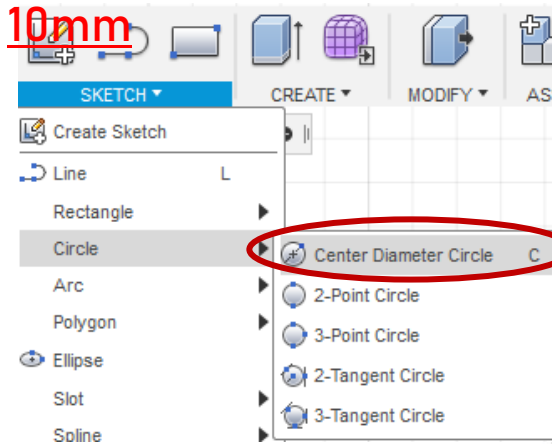 10mm
SKETCH ▾ CREATE ▾ MODIFY ▾ AS
Create Sketch
Line L
Rectangle
Circle
Center Diameter Circle C
Arc
2-Point Circle
Polygon
3-Point Circle
Ellipse
2-Tangent Circle
Slot
3-Tangent Circle
Spline